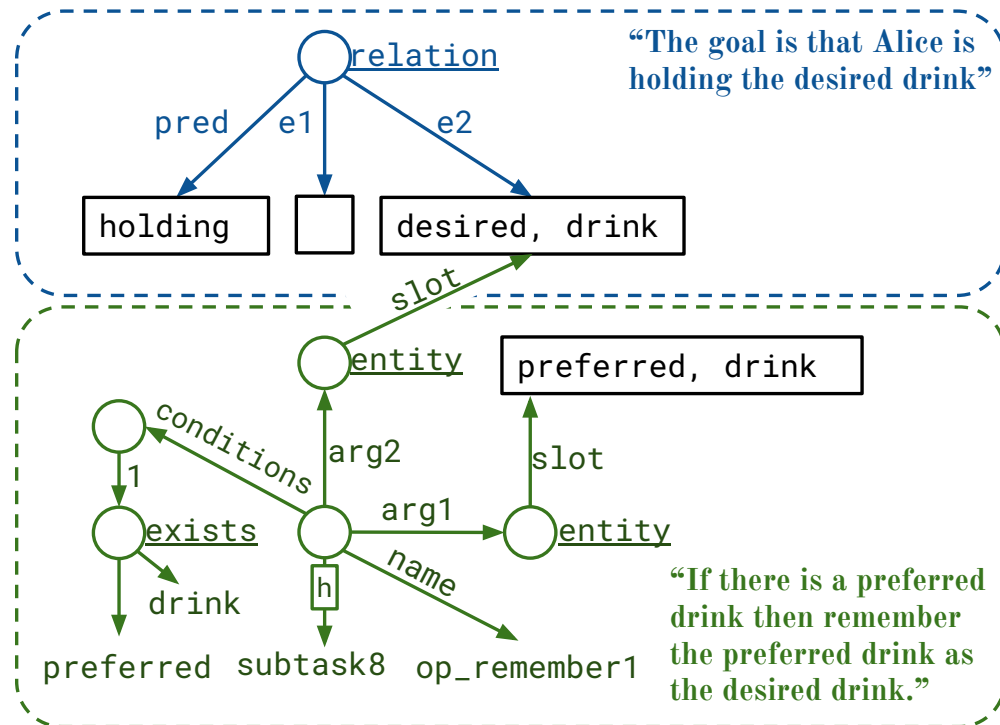 relation
“The goal is that Alice is
holding the desired drink”
pred
e1
e2
holding
desired, drink
slot
entity
preferred, drink
conditions
arg2
slot
1
arg1
exists
entity
name
drink
h
preferred
subtask8
op_remember1
“If there is a preferred
drink then remember
the preferred drink as
the desired drink.”